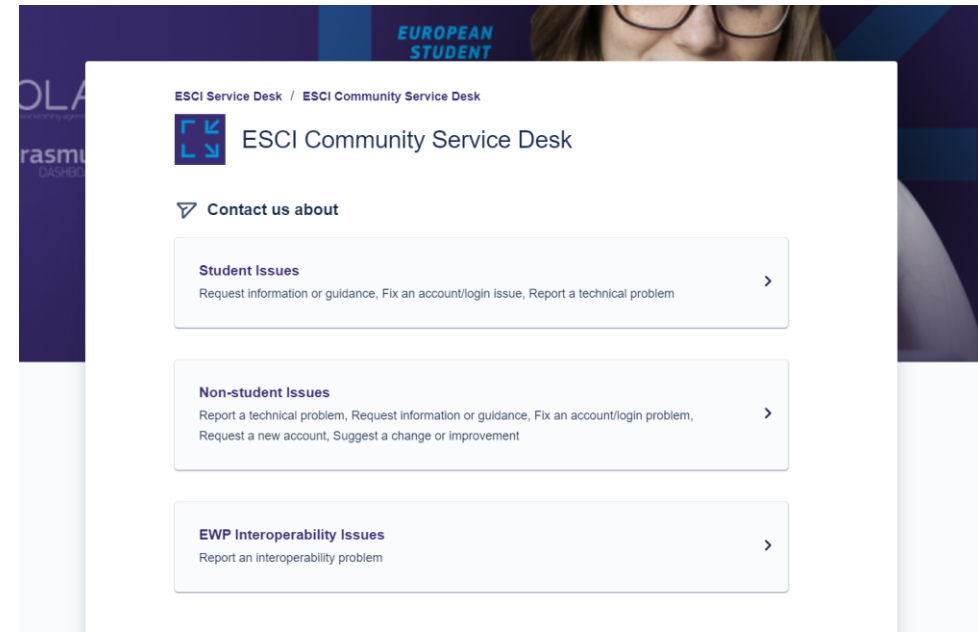 EUROPEAN
STUDENT
OLA
rasmu
DASHBO
ESCI Service Desk / ESCI Community Service Desk
ESCI Community Service Desk
Contact us about
Student Issues
Request information or guidance, Fix an account/login issue, Report a technical problem
Non-student Issues
Report a technical problem, Request information or guidance, Fix an account/login problem,
Request a new account, Suggest a change or improvement
EWP Interoperability Issues
Report an interoperability problem